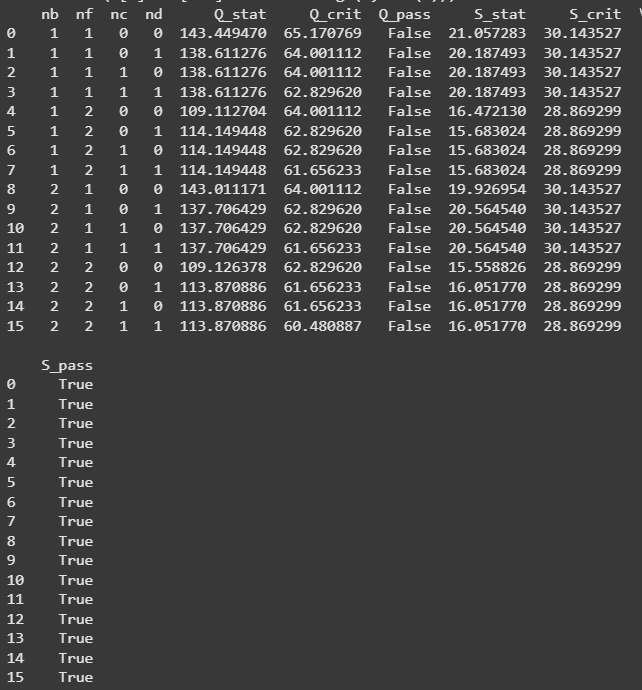 nb nf nc nd Q_stat Q_crit Q_pass S_stat S_crit \
0 1 1 0 0 143.449470 65.170769 False 21.057283 30.143527
1 1 1 0 1 138.611276 64.001112 False 20.187493 30.143527
2 1 1 1 0 138.611276 64.001112 False 20.187493 30.143527
3 1 1 1 1 138.611276 62.829620 False 20.187493 30.143527
4 1 2 0 0 109.112704 64.001112 False 16.472130 28.869299
5 1 2 0 1 114.149448 62.829620 False 15.683024 28.869299
6 1 2 1 0 114.149448 62.829620 False 15.683024 28.869299
7 1 2 1 1 114.149448 61.656233 False 15.683024 28.869299
8 2 1 0 0 143.011171 64.001112 False 19.926954 30.143527
9 2 1 0 1 137.706429 62.829620 False 20.564540 30.143527
10 2 1 1 0 137.706429 62.829620 False 20.564540 30.143527
11 2 1 1 1 137.706429 61.656233 False 20.564540 30.143527
12 2 2 0 0 109.126378 62.829620 False 15.558826 28.869299
13 2 2 0 1 113.870886 61.656233 False 16.051770 28.869299
14 2 2 1 0 113.870886 61.656233 False 16.051770 28.869299
15 2 2 1 1 113.870886 60.480887 False 16.051770 28.869299
S_pass
0 True
1 True
2 True
3 True
4 True
5 True
6 True
7 True
8 True
9 True
10 True
11 True
12 True
13 True
14 True
15 True